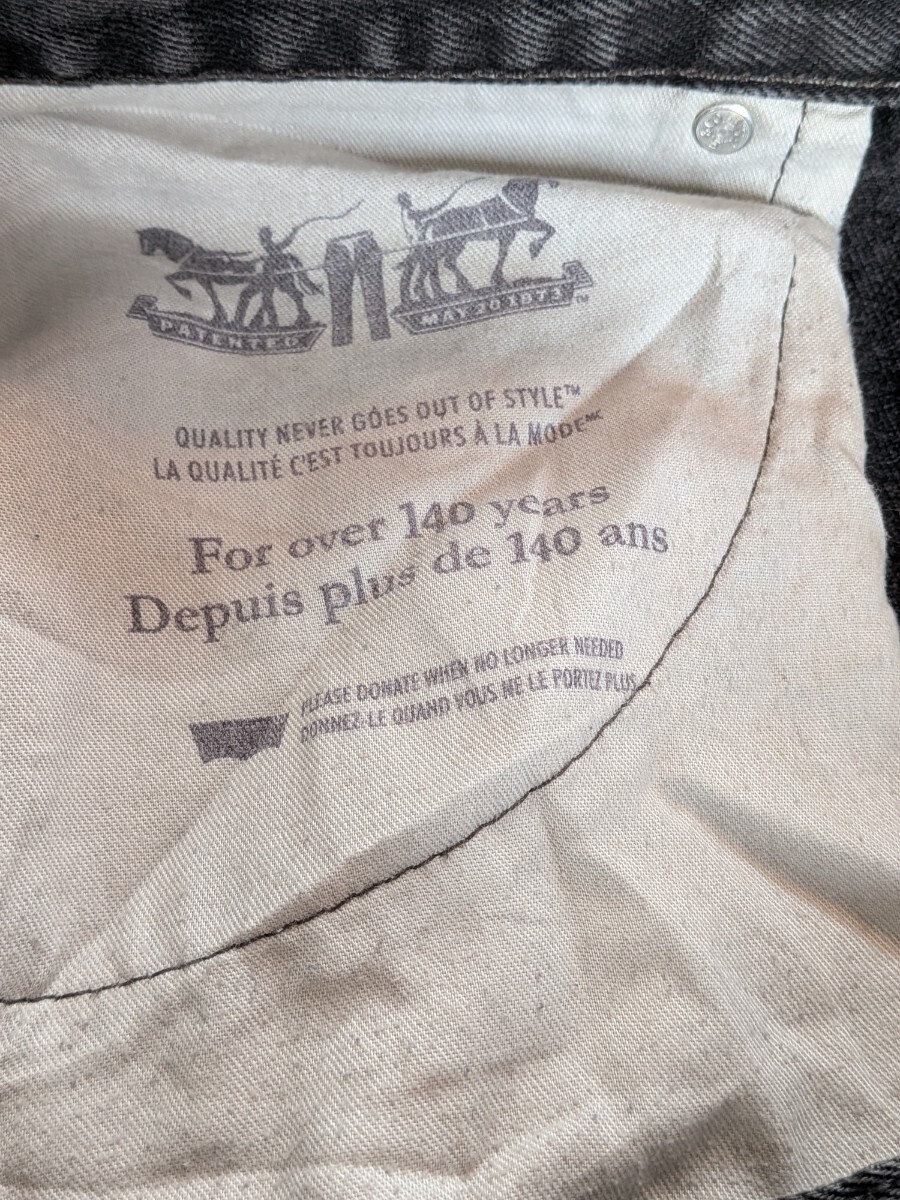 PATENTED
MAY 20 1873 ™
QUALITY NEVER GOES OUT OF STYLE™
LA QUALITÉ C'EST TOUJOURS À LA MODE MC
For over 140 years
Depuis plus de 140 ans
PLEASE DONATE WHEN NO LONGER NEEDED
DONNEZ-LE QUAND VOUS NE LE PORTEZ PLUS